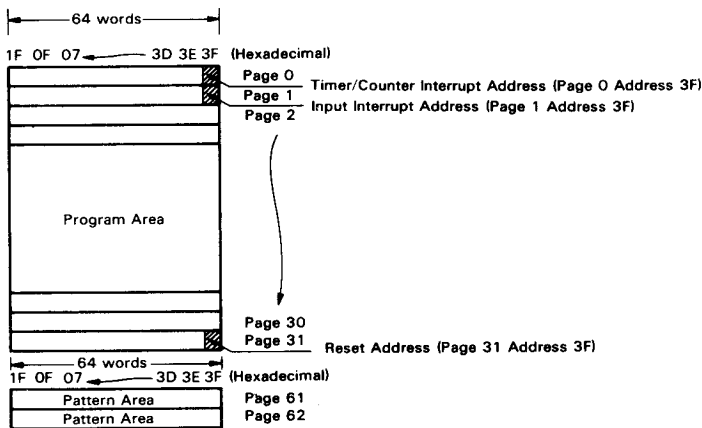 64 words
1F 0F 07 3D 3E 3F (Hexadecimal)
Page 0
Timer/Counter Interrupt Address (Page 0 Address 3F)
Page 1
Input Interrupt Address (Page 1 Address 3F)
Page 2
Program Area
Page 30
Page 31
Reset Address (Page 31 Address 3F)
64 words
1F 0F 07 3D 3E 3F (Hexadecimal)
Pattern Area Page 61
Pattern Area Page 62